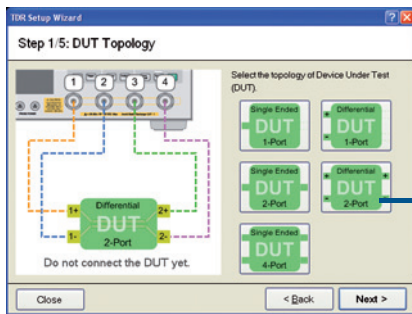 TDR Setup Wizard
Step 1/5: DUT Topology
1 2 3 4
Differential
1+ DUT 2+
1- 2-Port 2-
Do not connect the DUT yet.
Select the topology of Device Under Test
(DUT).
Single Ended
DUT
1-Port
Differential
DUT
1-Port
Single Ended
DUT
2-Port
Differential
DUT
2-Port
Single Ended
DUT
4-Port
Close
< Back
Next >